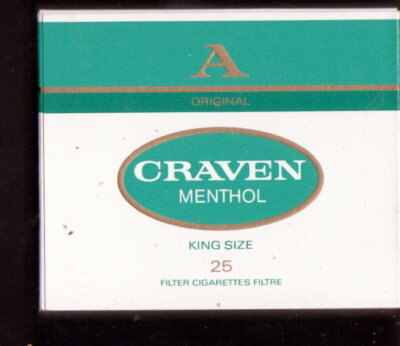 A
ORIGINAL
CRAVEN
MENTHOL
KING SIZE
25
FILTER CIGARETTES FILTRE